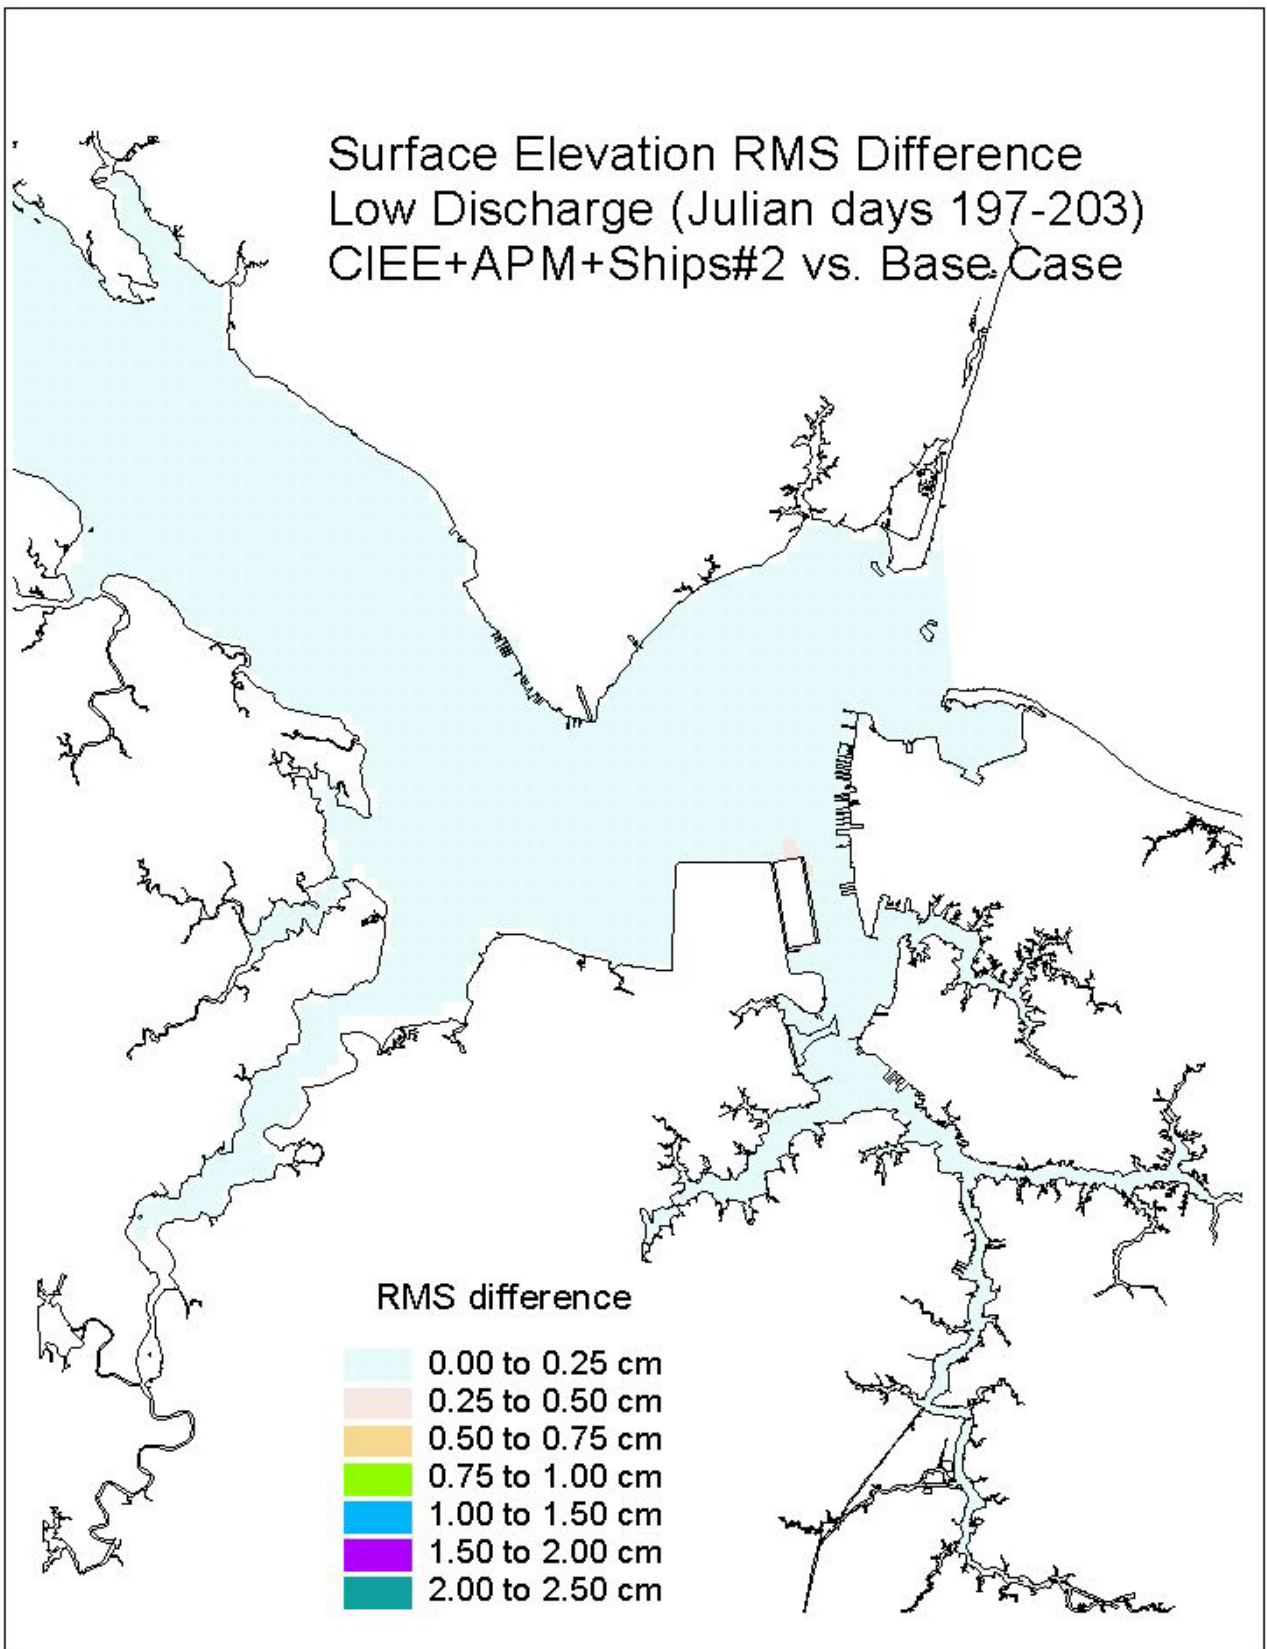 Surface Elevation RMS Difference
Low Discharge (Julian days 197-203)
CIEE+APM+Ships#2 vs. Base Case
RMS difference
0.00 to 0.25 cm
0.25 to 0.50 cm
0.50 to 0.75 cm
0.75 to 1.00 cm
1.00 to 1.50 cm
1.50 to 2.00 cm
2.00 to 2.50 cm